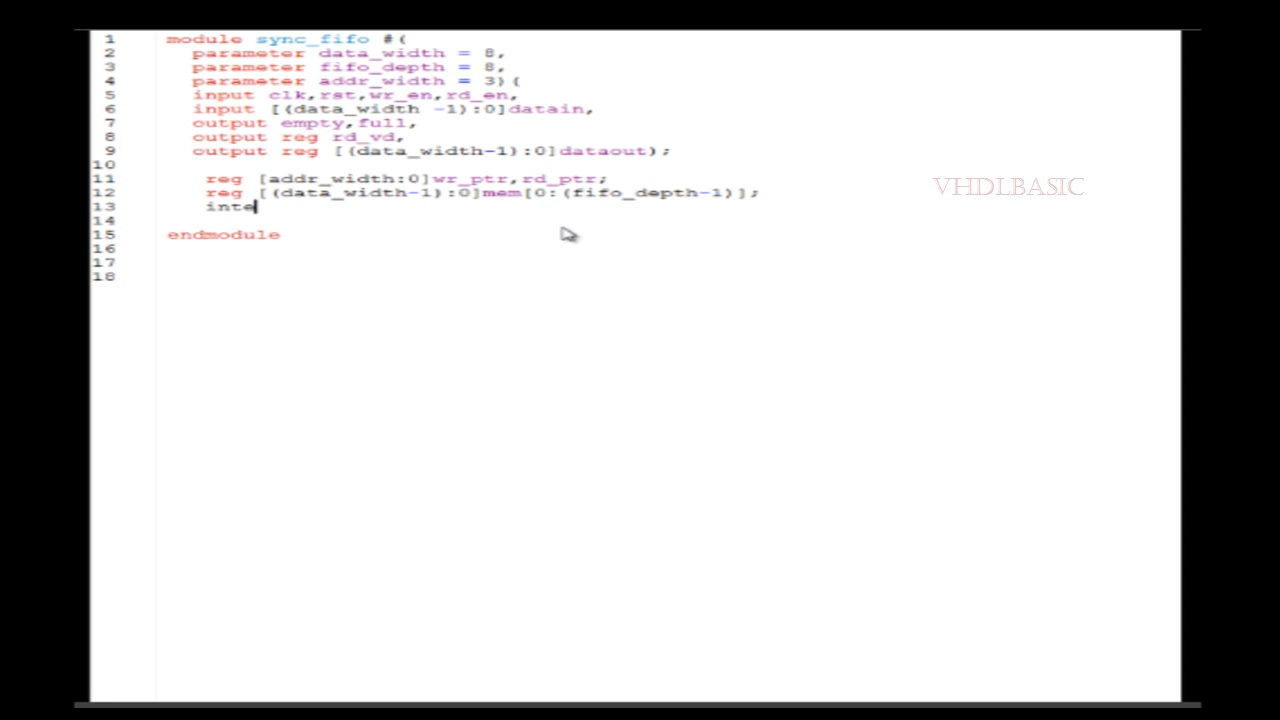 1 module sync_fifo #(
2 parameter data_width = 8,
3 parameter fifo_depth = 8,
4 parameter addr_width = 3)(
5 input clk,rst,wr_en,rd_en,
6 input [(data_width -1):0]datain,
7 output empty,full,
8 output reg rd_vd,
9 output reg [(data_width-1):0]dataout);
10
11 reg [addr_width:0]wr_ptr,rd_ptr;
12 reg [(data_width-1):0]mem[0:(fifo_depth-1)];
13 inte
14
15 endmodule
16
17
18
VHDLBASIC